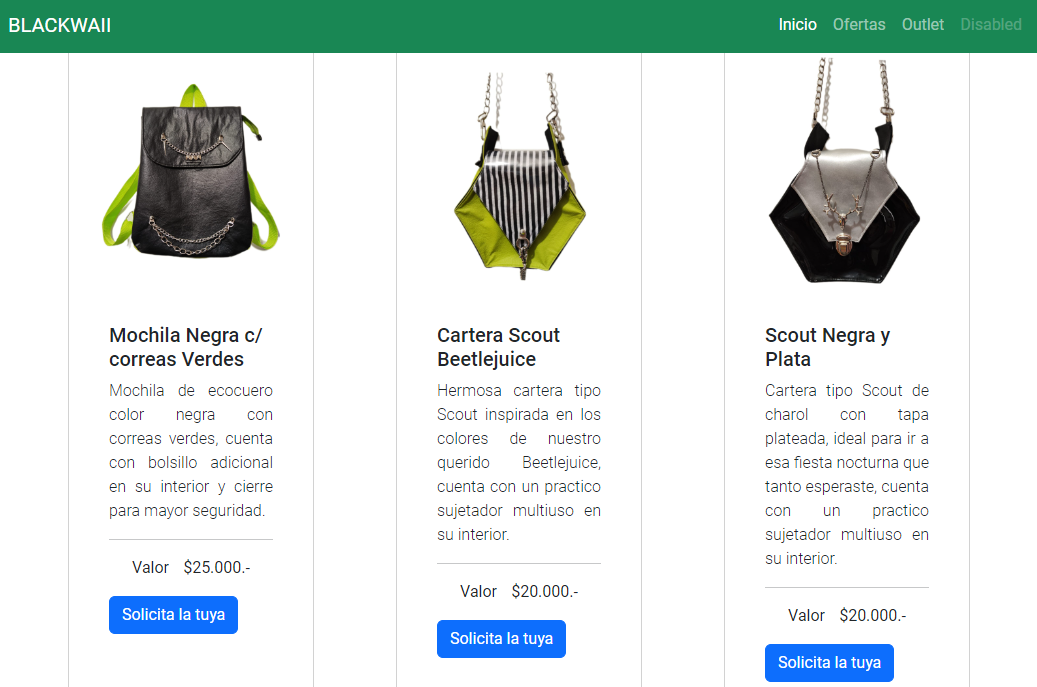 BLACKWAII
Inicio Ofertas Outlet Disabled
Mochila Negra c/
correas Verdes
Mochila de ecocuero
color negra con
correas verdes, cuenta
con bolsillo adicional
en su interior y cierre
para mayor seguridad.
Valor $25.000.-
Solicita la tuya
Cartera Scout
Beetlejuice
Hermosa cartera tipo
Scout inspirada en los
colores de nuestro
querido Beetlejuice,
cuenta con un practico
sujetador multiuso en
su interior.
Valor $20.000.-
Solicita la tuya
Scout Negra y
Plata
Cartera tipo Scout de
charol con tapa
plateada, ideal para ir a
esa fiesta nocturna que
tanto esperaste, cuenta
con un practico
sujetador multiuso en
su interior.
Valor $20.000.-
Solicita la tuya